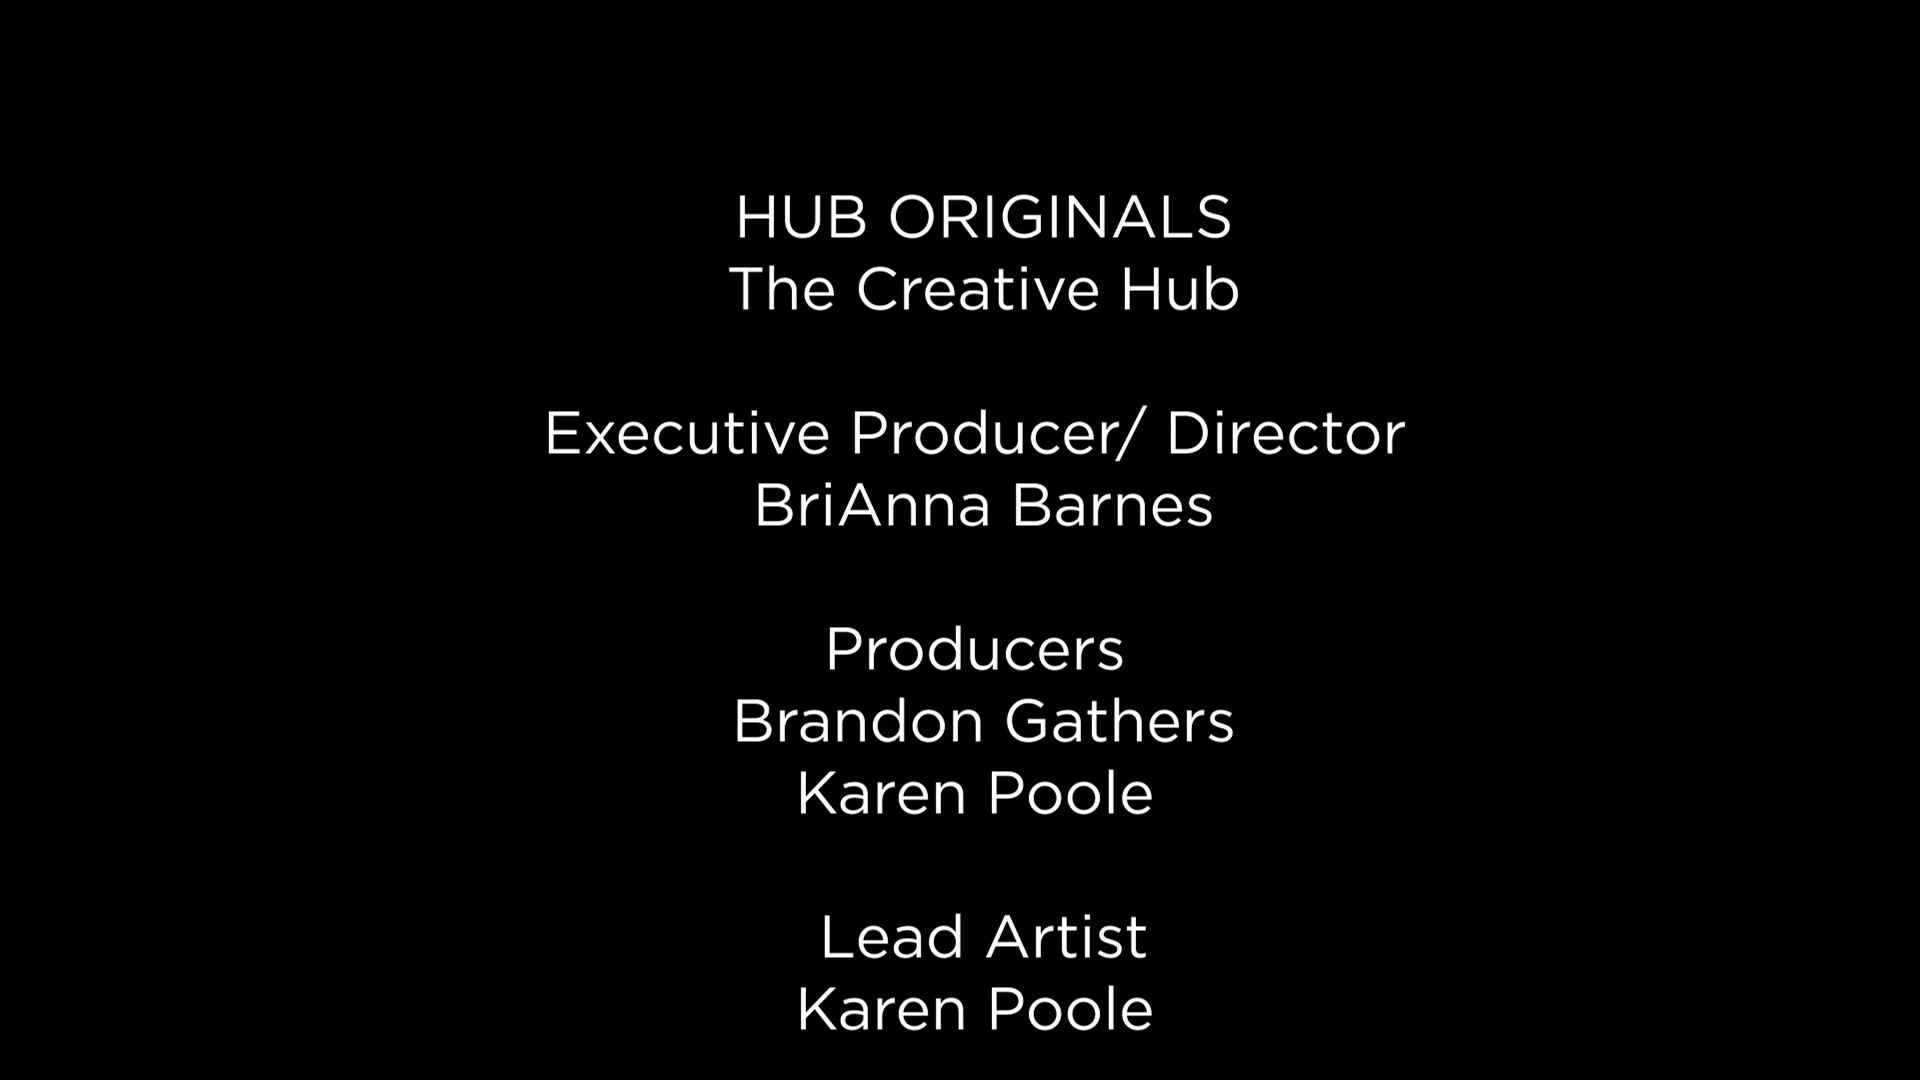 HUB ORIGINALS
The Creative Hub
Executive Producer/ Director
BriAnna Barnes
Producers
Brandon Gathers
Karen Poole
Lead Artist
Karen Poole